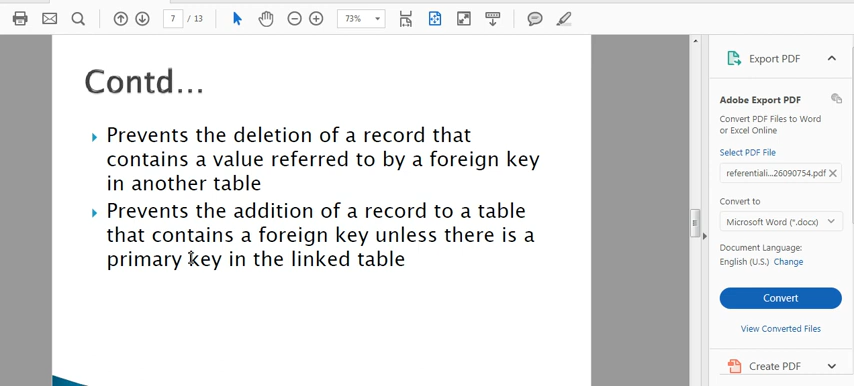 7 / 13
73%
Contd...
Prevents the deletion of a record that
contains a value referred to by a foreign key
in another table
Prevents the addition of a record to a table
that contains a foreign key unless there is a
primary key in the linked table
Export PDF
Adobe Export PDF
Convert PDF Files to Word
or Excel Online
Select PDF File
referentiali...26090754.pdf
Convert to
Microsoft Word (*.docx)
Document Language:
English (U.S.) Change
Convert
View Converted Files
Create PDF